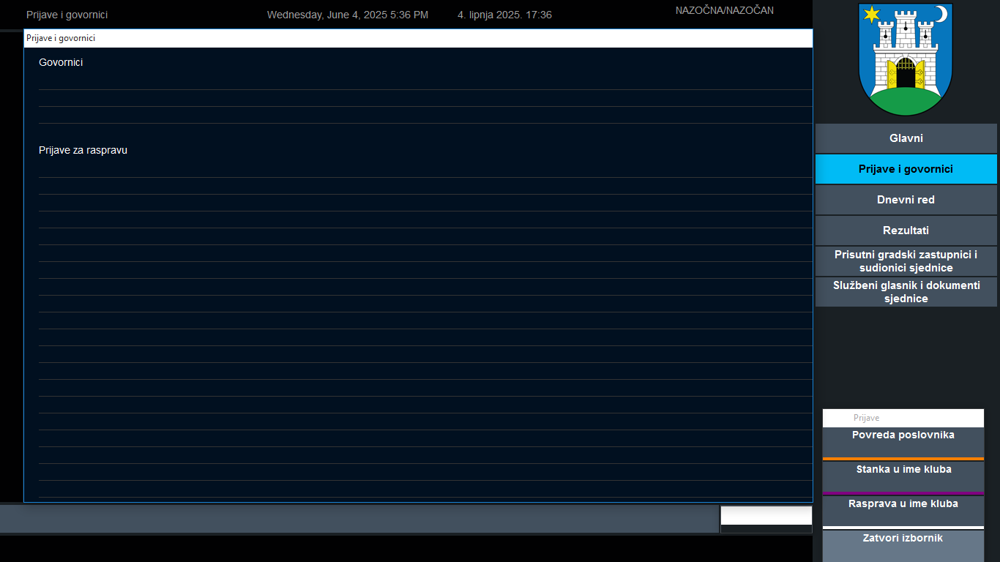 Prijave i govornici
Wednesday, June 4, 2025 5:36 PM
4. lipnja 2025. 17:36
NAZOČNA/NAZOČAN
Prijave i govornici
Govornici
Prijave za raspravu
Glavni
Prijave i govornici
Dnevni red
Rezultati
Prisutni gradski zastupnici i
sudionici sjednice
Službeni glasnik i dokumenti
sjednice
Prijave
Povreda poslovnika
Stanka u ime kluba
Rasprava u ime kluba
Zatvori izbornik